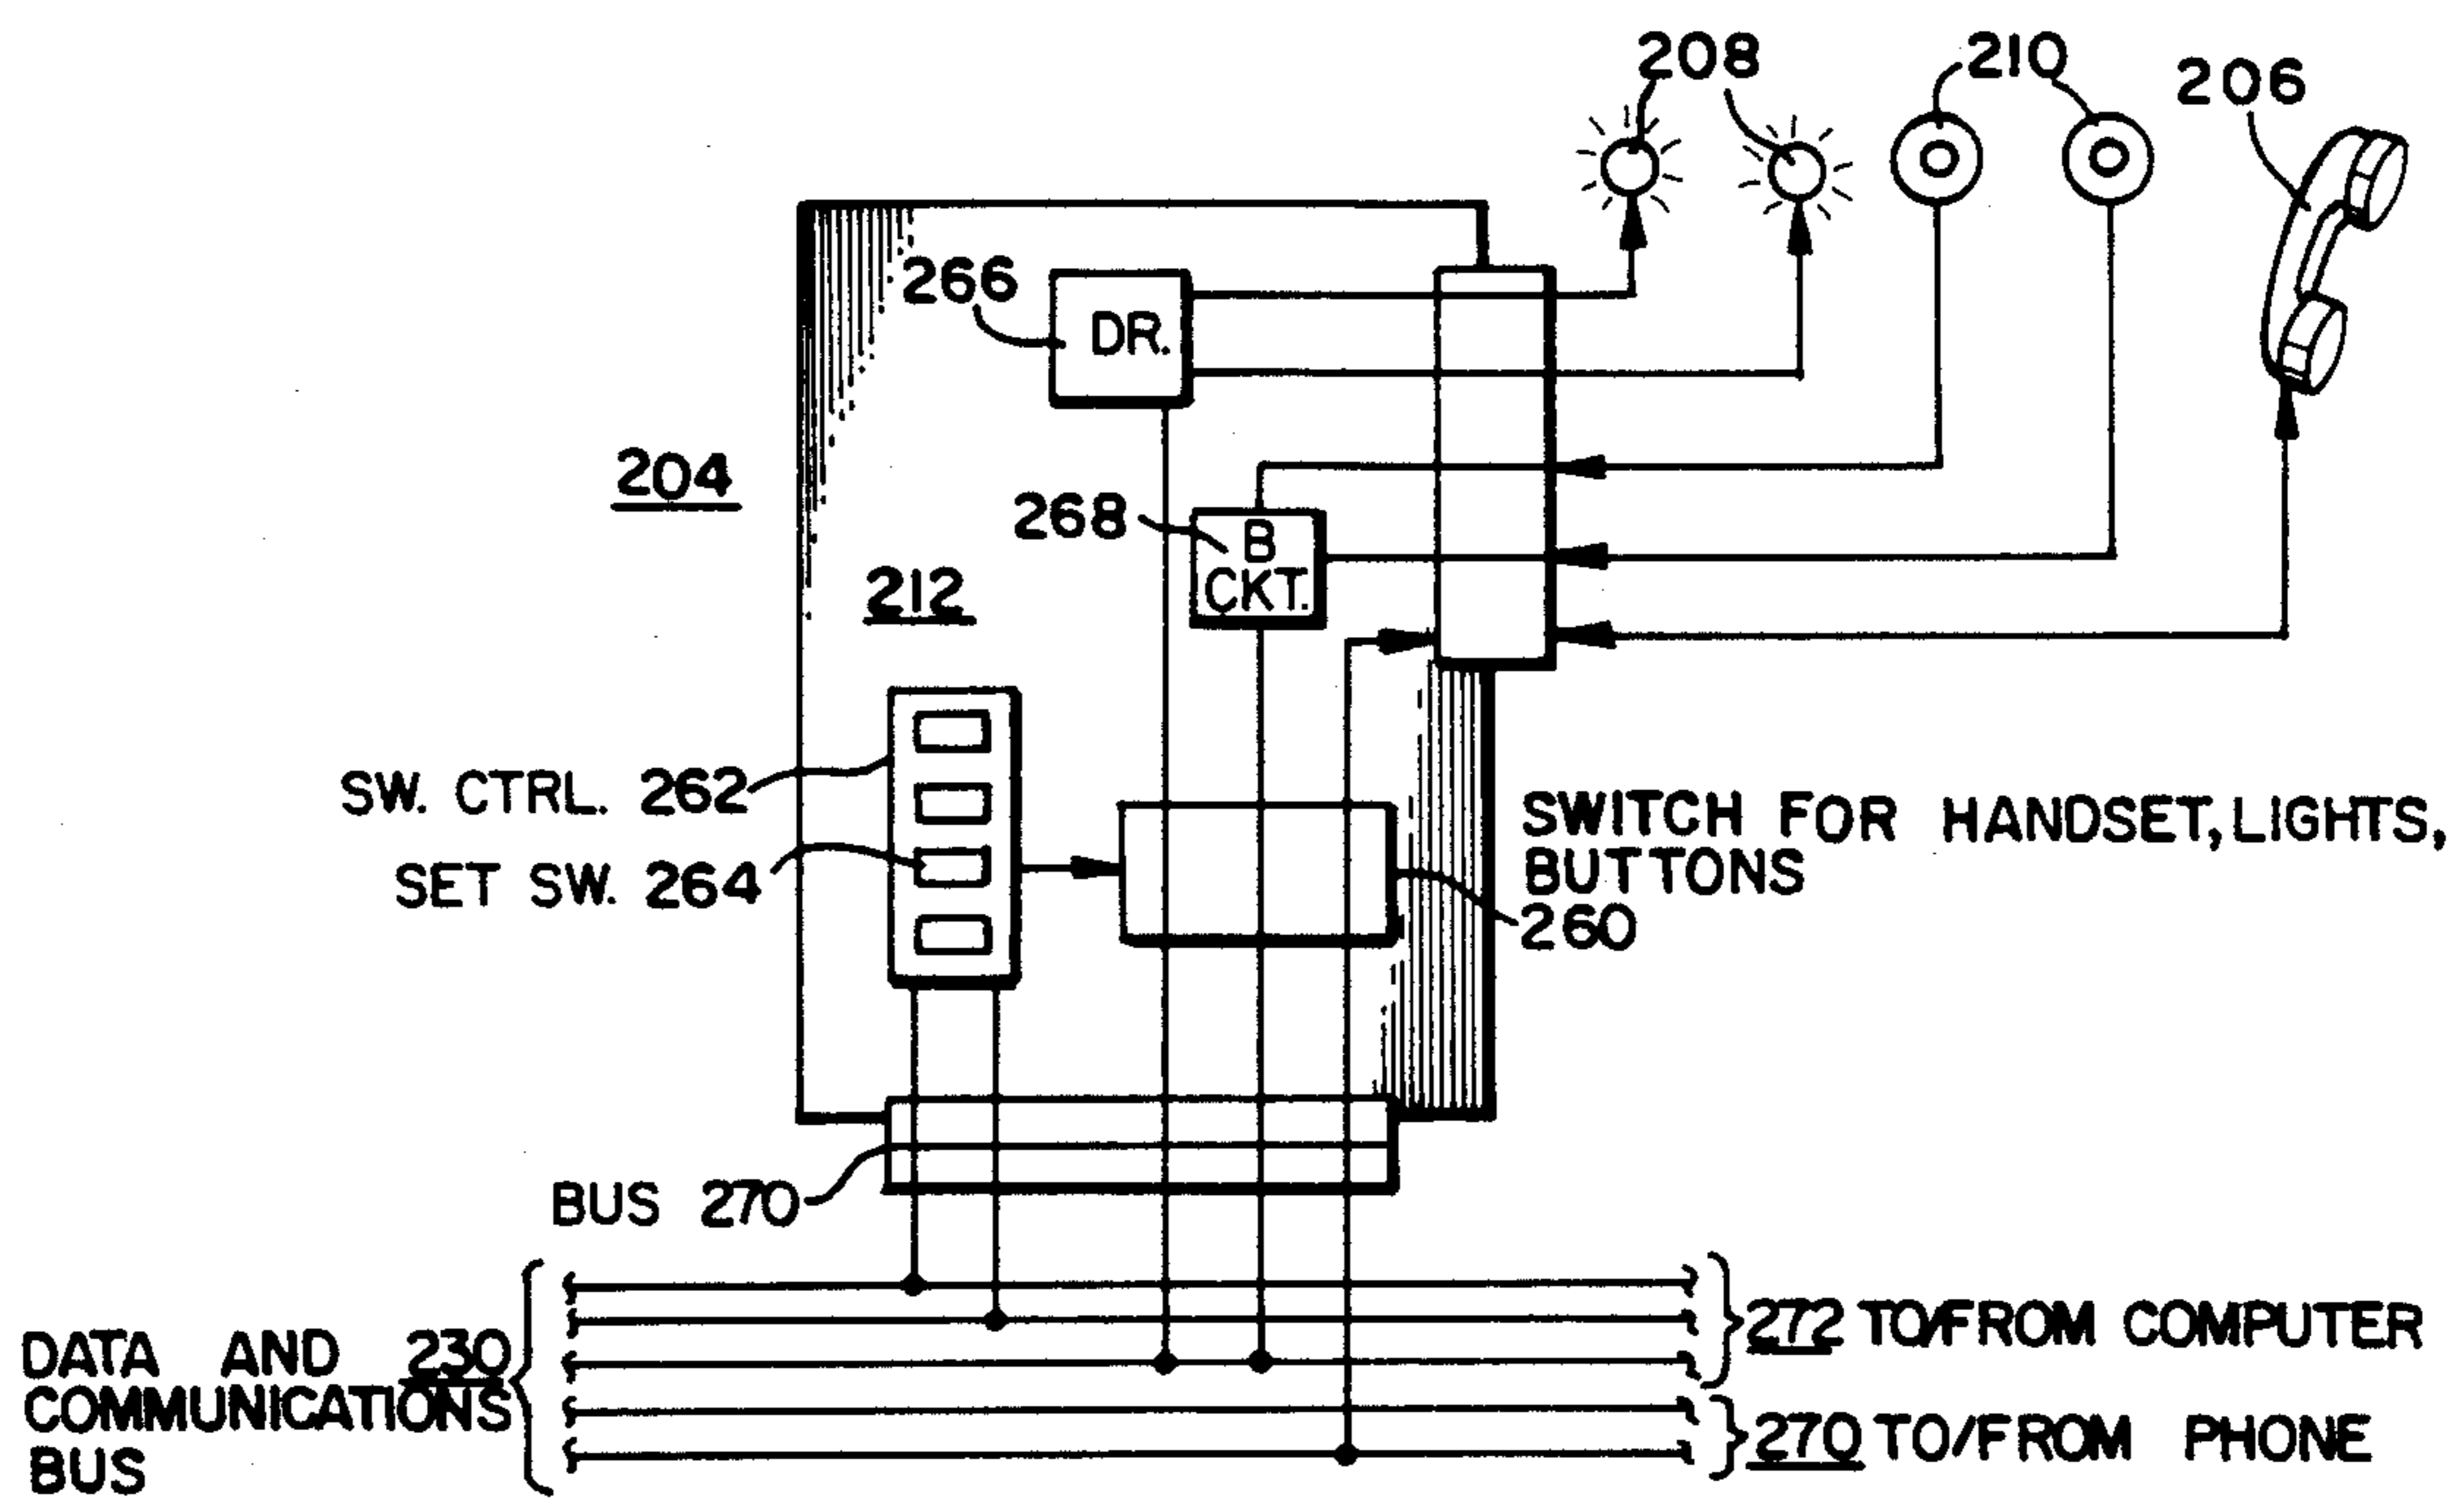 208
210
206
266
DR.
204
268
B
CKT.
212
SW. CTRL. 262
SET SW. 264
SWITCH FOR HANDSET, LIGHTS,
BUTTONS
260
BUS 270
DATA AND 230
COMMUNICATIONS
BUS
272 TO/FROM COMPUTER
270 TO/FROM PHONE